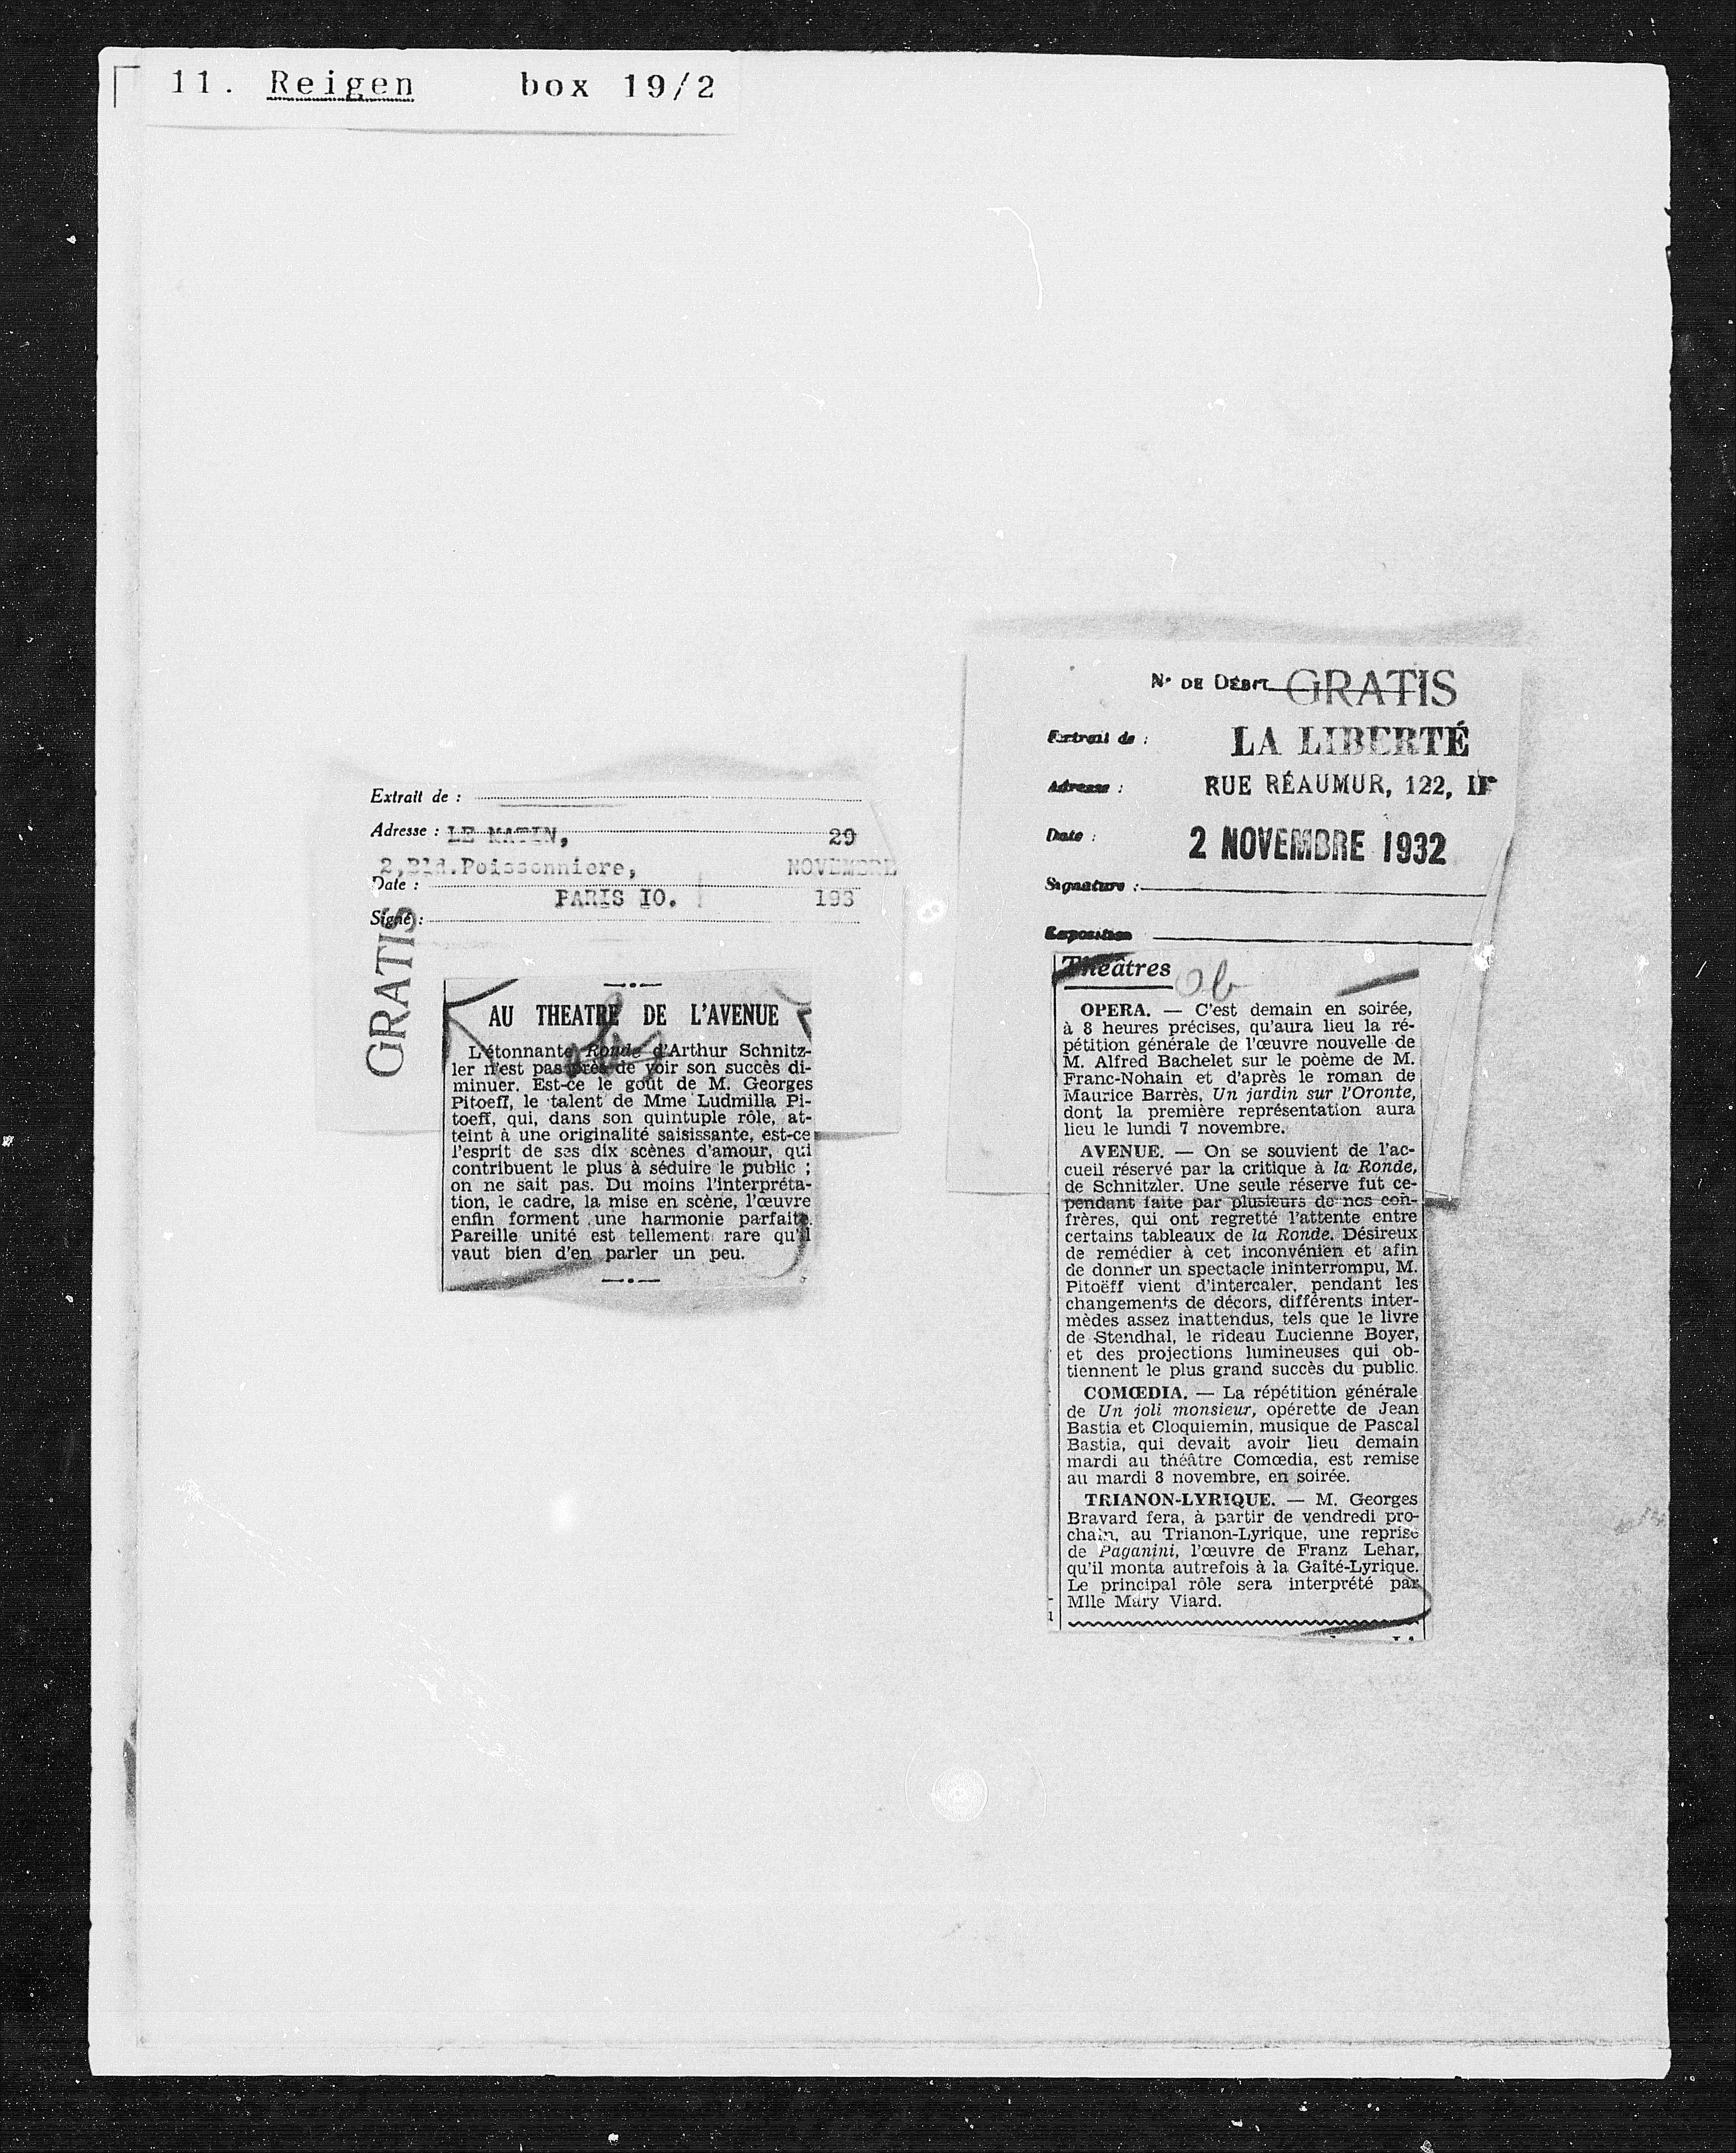 11. Reigen box 19/2
Extrait de :
Adresse : LE MATIN, 29
2,Bld.Poissonniere, NOVEMBRE
Date :
PARIS IO. 193
Signé :
GRATIS
AU THEATRE DE L'AVENUE
L'étonnante Ronde d'Arthur Schnitz-
ler n'est pas près de voir son succès di-
minuer. Est-ce le goût de M. Georges
Pitoeff, le talent de Mme Ludmilla Pi-
toeff, qui, dans son quintuple rôle, at-
teint à une originalité saisissante, est-ce
l'esprit de ses dix scènes d'amour, qui
contribuent le plus à séduire le public ;
on ne sait pas. Du moins l'interpréta-
tion, le cadre, la mise en scène, l'œuvre
enfin forment une harmonie parfaite.
Pareille unité est tellement rare qu'il
vaut bien d'en parler un peu.
N° DE DÉBIT GRATIS
Extrait de : LA LIBERTÉ
Adresse : RUE RÉAUMUR, 122, IIe
Date : 2 NOVEMBRE 1932
Signature :
Exposition
Théâtres
ob
OPERA. — C'est demain en soirée,
à 8 heures précises, qu'aura lieu la ré-
pétition générale de l'œuvre nouvelle de
M. Alfred Bachelet sur le poème de M.
Franc-Nohain et d'après le roman de
Maurice Barrès, Un jardin sur l'Oronte,
dont la première représentation aura
lieu le lundi 7 novembre.
AVENUE. — On se souvient de l'ac-
cueil réservé par la critique à la Ronde,
de Schnitzler. Une seule réserve fut ce-
pendant faite par plusieurs de nos con-
frères, qui ont regretté l'attente entre
certains tableaux de la Ronde. Désireux
de remédier à cet inconvénien et afin
de donner un spectacle ininterrompu, M.
Pitoëff vient d'intercaler, pendant les
changements de décors, différents inter-
mèdes assez inattendus, tels que le livre
de Stendhal, le rideau Lucienne Boyer,
et des projections lumineuses qui ob-
tiennent le plus grand succès du public.
COMŒDIA. — La répétition générale
de Un joli monsieur, opérette de Jean
Bastia et Cloquiemin, musique de Pascal
Bastia, qui devait avoir lieu demain
mardi au théâtre Comœdia, est remise
au mardi 8 novembre, en soirée.
TRIANON-LYRIQUE. — M. Georges
Bravard fera, à partir de vendredi pro-
chain, au Trianon-Lyrique, une reprise
de Paganini, l'œuvre de Franz Lehar,
qu'il monta autrefois à la Gaîté-Lyrique.
Le principal rôle sera interprété par
Mlle Mary Viard.